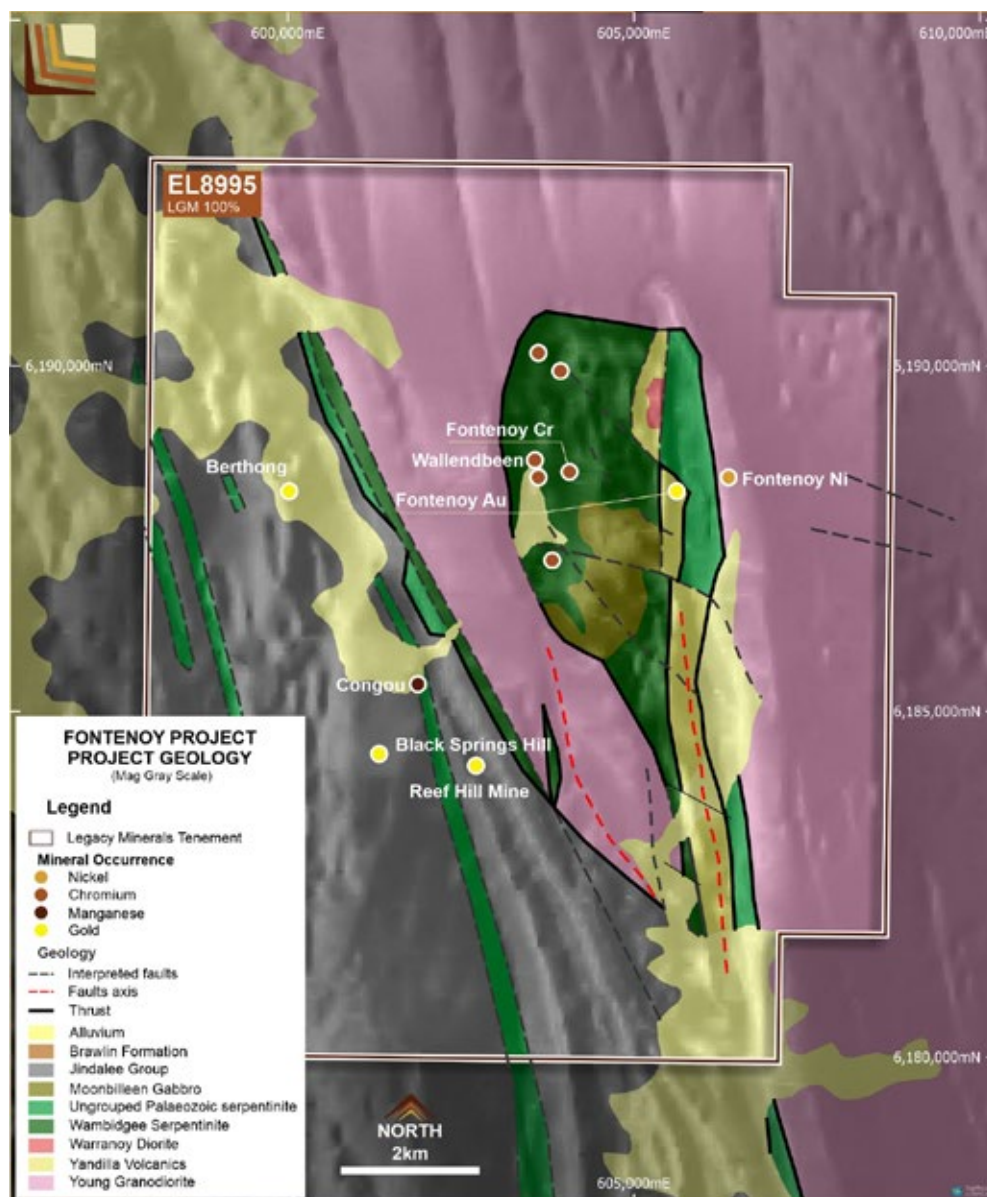 600,000mE
605,000mE
610,000mE
EL8995
LGM 100%
6,190,000mN
5,190,000mN
Fontenoy Cr
Wallendbeen
Berthong
Fontenoy Au
Fontenoy Ni
Congou
6,185,000mN
Black Springs Hill
Reef Hill Mine
FONTENOY PROJECT
PROJECT GEOLOGY
(Mag Gray Scale)
Legend
Legacy Minerals Tenement
Mineral Occurrence
Nickel
Chromium
Manganese
Gold
Geology
Interpreted faults
Faults axis
Thrust
Alluvium
Brawlin Formation
Jindalee Group
Moonbilleen Gabbro
Ungrouped Palaeozoic serpentinite
Wambidgee Serpentinite
Warranoy Diorite
Yandilla Volcanics
Young Granodiorite
6,180,000mN
NORTH
2km
605,000mE